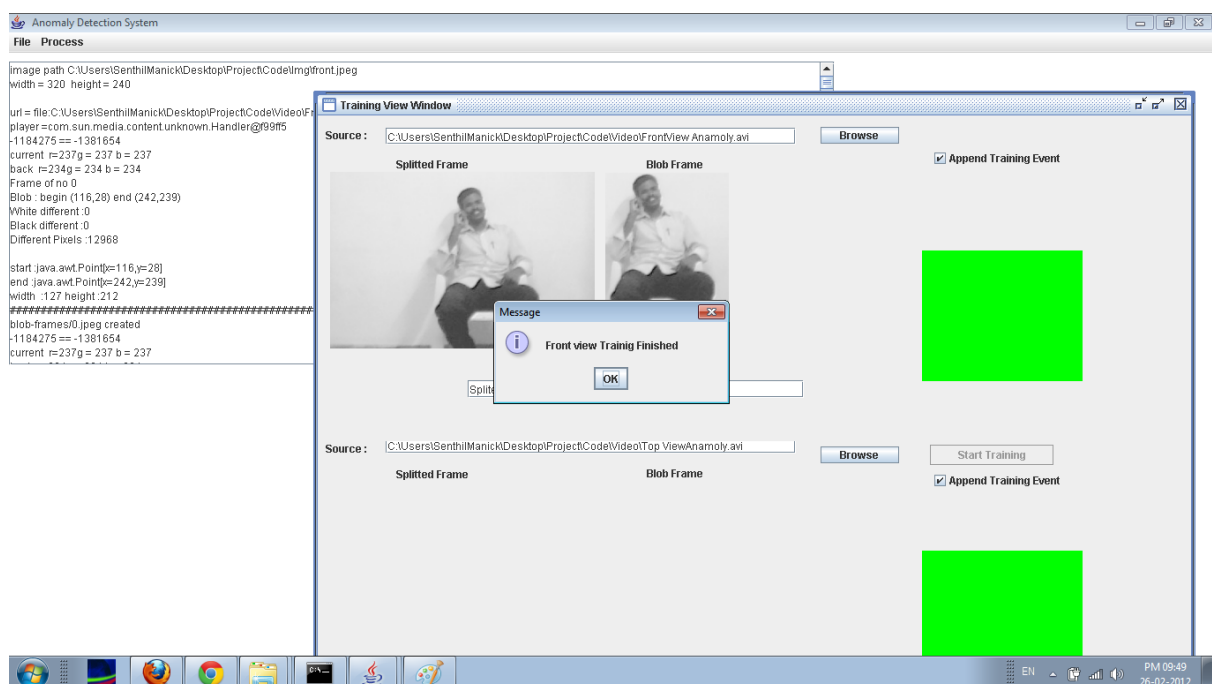 Anomaly Detection System
File Process
image path C:\Users\SenthilManick\Desktop\Project\Code\Img\front.jpeg
width = 320 height = 240
url = file:C:\Users\SenthilManick\Desktop\Project\Code\Video\Fr
player =com.sun.media.content.unknown.Handler@f99ff5
-1184275 == -1381654
current r=237g = 237 b = 237
back r=234g = 234 b = 234
Frame of no 0
Blob : begin (116,28) end (242,239)
White different :0
Black different :0
Different Pixels :12968
start :java.awt.Point[x=116,y=28]
end :java.awt.Point[x=242,y=239]
width :127 height :212
blob-frames/0.jpeg created
-1184275 == -1381654
current r=237g = 237 b = 237
Training View Window
Source : C:\Users\SenthilManick\Desktop\Project\Code\Video\FrontView Anamoly.avi Browse
Append Training Event
Splitted Frame Blob Frame
Message
Front view Trainig Finished
OK
Splite
Source : C:\Users\SenthilManick\Desktop\Project\Code\Video\Top ViewAnamoly.avi Browse Start Training
Splitted Frame Blob Frame
Append Training Event
EN
PM 09:49
26-02-2012